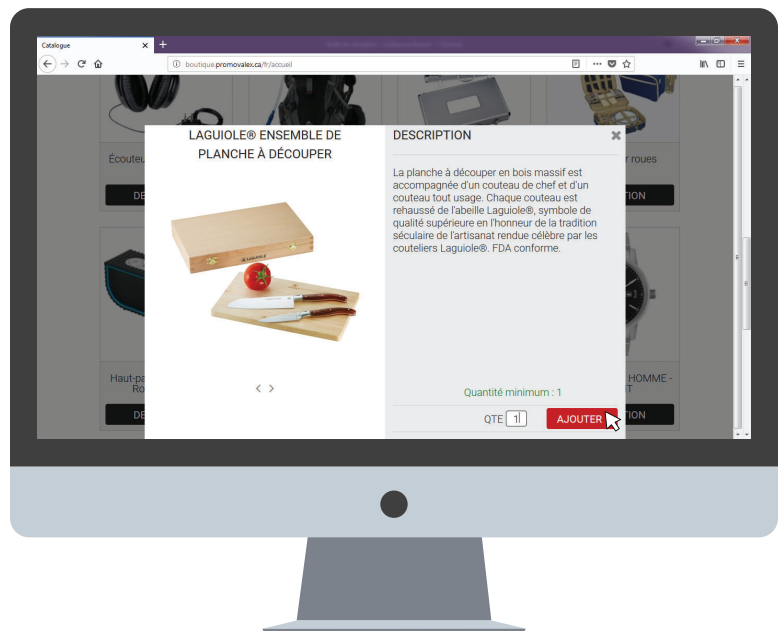 Catalogue
boutique.promovalex.ca/fr/accueil
LAGUIOLE® ENSEMBLE DE
PLANCHE À DÉCOUPER
LAGUIOLE
DESCRIPTION
La planche à découper en bois massif est
accompagnée d'un couteau de chef et d'un
couteau tout usage. Chaque couteau est
rehaussé de l'abeille Laguiole®, symbole de
qualité supérieure en l'honneur de la tradition
séculaire de l'artisanat rendue célèbre par les
couteliers Laguiole®. FDA conforme.
Quantité minimum : 1
QTE 1
AJOUTER
Écouteu
r roues
DE
ION
Haut-pa
Ro
HOMME -
T
DE
ION